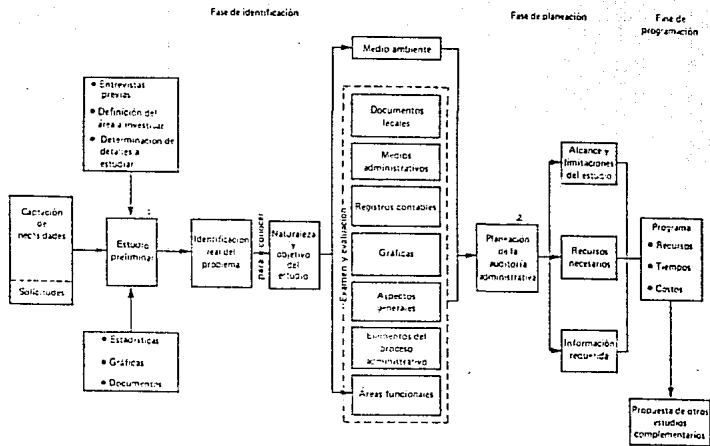 Fase de identificación
Fase de planeación
Fase de
programación
• Entrevistas
previas
• Definición del
área a investigar
• Determinación de
detalles a
estudiar
Captación
de
necesidades
Solicitudes
1
Estudio
preliminar
• Estadísticas
• Gráficas
• Documentos
Identificación
real del
problema
para conocer
Naturaleza
y
objetivo del
estudio
Medio ambiente
Examen y evaluación
Documentos
legales
Medios
administrativos
Registros contables
Gráficas
Aspectos
generales
Elementos del
proceso
administrativo
Áreas funcionales
2
Planeación
de la
auditoría
administrativa
Alcance y
limitaciones
del estudio
Recursos
necesarios
Información
requerida
Programa
• Recursos
• Tiempos
• Costos
Propuesta de otros
estudios
complementarios